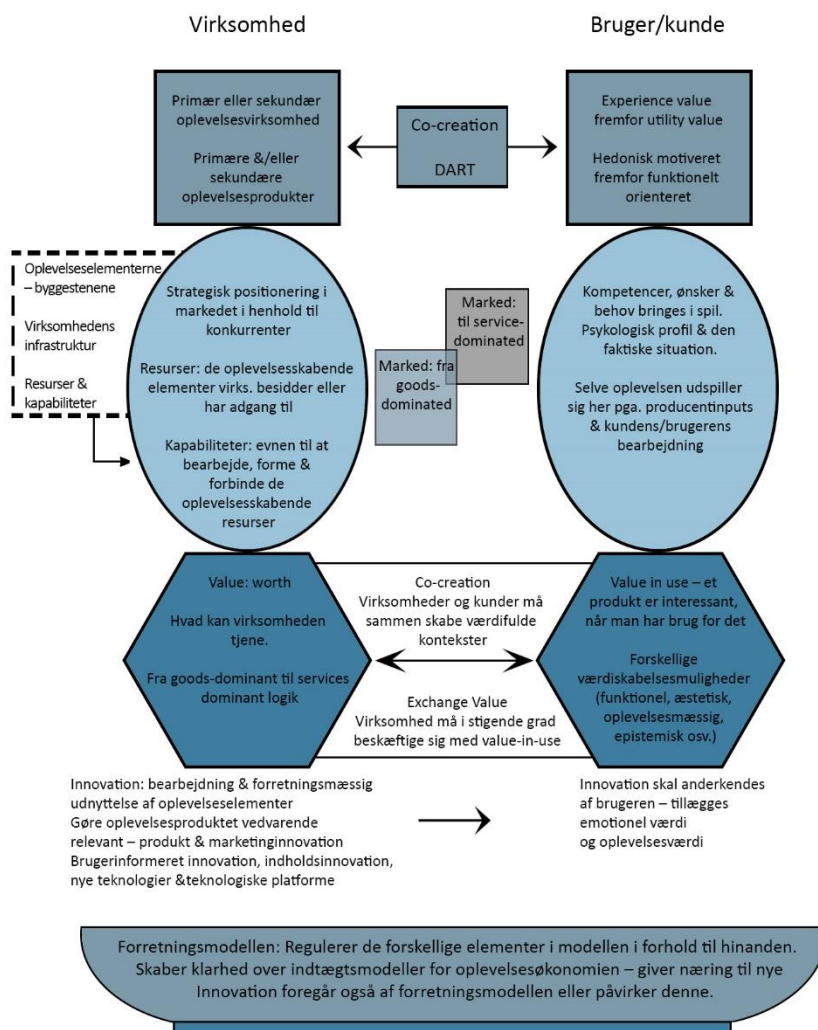 Virksomhed
Bruger/kunde
Primær eller sekundær
oplevelsesvirksomhed
Primære &/eller
sekundære
oplevelsesprodukter
Co-creation
DART
Experience value
fremfor utility value
Hedonisk motiveret
fremfor funktionelt
orienteret
Oplevelseselementerne
– byggestenene
Virksomhedens
infrastruktur
Resurser &
kapabiliteter
Strategisk positionering i
markedet i henhold til
konkurrenter
Resurser: de oplevelsesskabende
elementer virks. besidder eller
har adgang til
Kapabiliteter: evnen til at
bearbejde, forme &
forbinde de
oplevelsesskabende
resurser
Marked:
til service-
dominated
Marked: fra
goods-
dominated
Kompetencer, ønsker &
behov bringes i spil.
Psykologisk profil & den
faktiske situation.
Selve oplevelsen udspiller
sig her pga. producentinputs
& kundens/brugerens
bearbejdning
Value: worth
Hvad kan virksomheden
tjene.
Fra goods-dominant til services
dominant logik
Co-creation
Virksomheder og kunder må
sammen skabe værdifulde
kontekster
Exchange Value
Virksomhed må i stigende grad
beskæftige sig med value-in-use
Value in use – et
produkt er interessant,
når man har brug for det
Forskellige
værdiskabelsesmuligheder
(funktionel, æstetisk,
oplevelsesmæssig,
epistemisk osv.)
Innovation: bearbejdning & forretningsmæssig
udnyttelse af oplevelseselementer
Gøre oplevelsesproduktet vedvarende
relevant – produkt & marketinginnovation
Brugerinformeret innovation, indholdsinnovation,
nye teknologier &teknologiske platforme
Innovation skal anderkendes
af brugeren – tillægges
emotionel værdi
og oplevelsesværdi
Forretningsmodellen: Regulerer de forskellige elementer i modellen i forhold til hinanden.
Skaber klarhed over indtægtsmodeller for oplevelsesøkonomien – giver næring til nye
Innovation foregår også af forretningsmodellen eller påvirker denne.